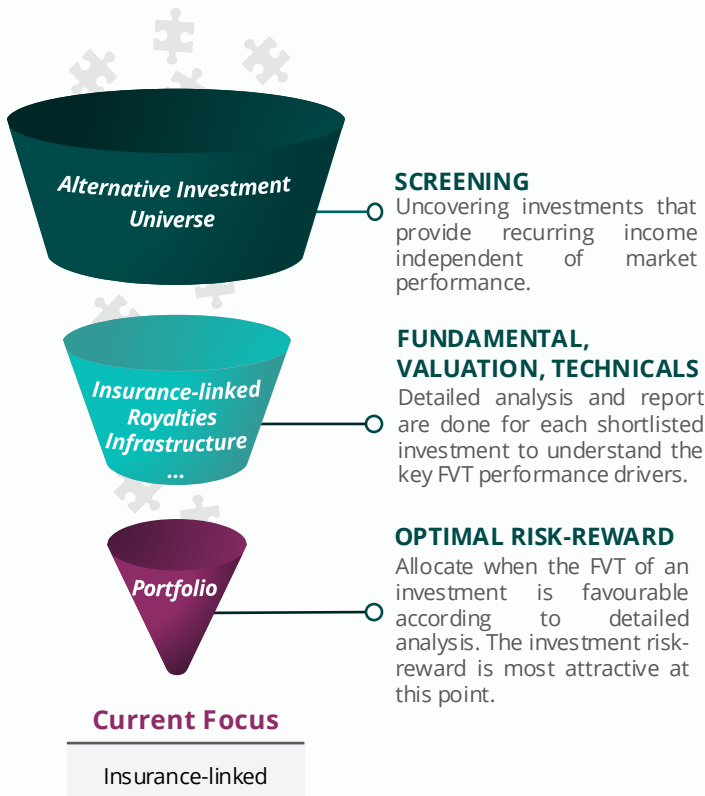 Alternative Investment
Universe
SCREENING
Uncovering investments that
provide recurring income
independent of market
performance.
Insurance-linked
Royalties
Infrastructure
...
FUNDAMENTAL,
VALUATION, TECHNICALS
Detailed analysis and report
are done for each shortlisted
investment to understand the
key FVT performance drivers.
Portfolio
OPTIMAL RISK-REWARD
Allocate when the FVT of an
investment is favourable
according to detailed
analysis. The investment risk-
reward is most attractive at
this point.
Current Focus
Insurance-linked